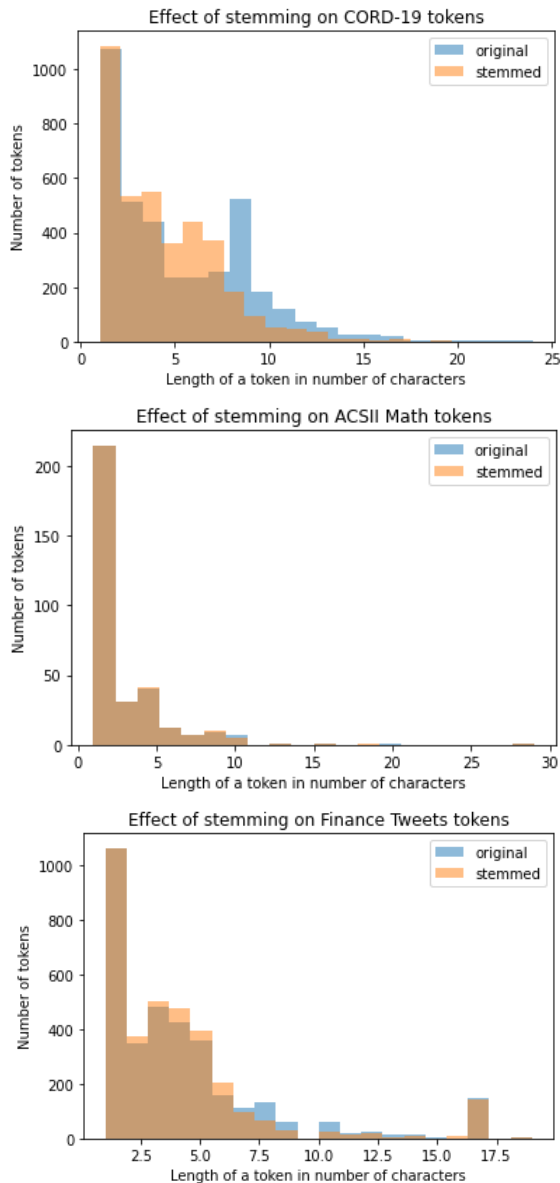 Effect of stemming on CORD-19 tokens
original
stemmed
1000
800
600
400
200
0
Number of tokens
0 5 10 15 20 25
Length of a token in number of characters
Effect of stemming on ACSII Math tokens
original
stemmed
200
150
100
50
0
Number of tokens
0 5 10 15 20 25 30
Length of a token in number of characters
Effect of stemming on Finance Tweets tokens
original
stemmed
1000
800
600
400
200
0
Number of tokens
2.5 5.0 7.5 10.0 12.5 15.0 17.5
Length of a token in number of characters